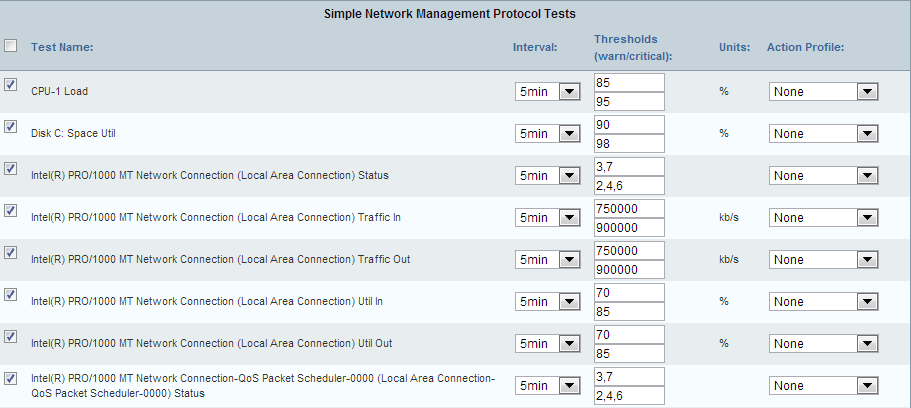 Simple Network Management Protocol Tests
Test Name: Interval: Thresholds (warn/critical): Units: Action Profile:
CPU-1 Load 5min 85 % None
95
Disk C: Space Util 5min 90 % None
98
Intel(R) PRO/1000 MT Network Connection (Local Area Connection) Status 5min 3,7 None
2,4,6
Intel(R) PRO/1000 MT Network Connection (Local Area Connection) Traffic In 5min 750000 kb/s None
900000
Intel(R) PRO/1000 MT Network Connection (Local Area Connection) Traffic Out 5min 750000 kb/s None
900000
Intel(R) PRO/1000 MT Network Connection (Local Area Connection) Util In 5min 70 % None
85
Intel(R) PRO/1000 MT Network Connection (Local Area Connection) Util Out 5min 70 % None
85
Intel(R) PRO/1000 MT Network Connection-QoS Packet Scheduler-0000 (Local Area Connection- 5min 3,7 None
QoS Packet Scheduler-0000) Status 2,4,6